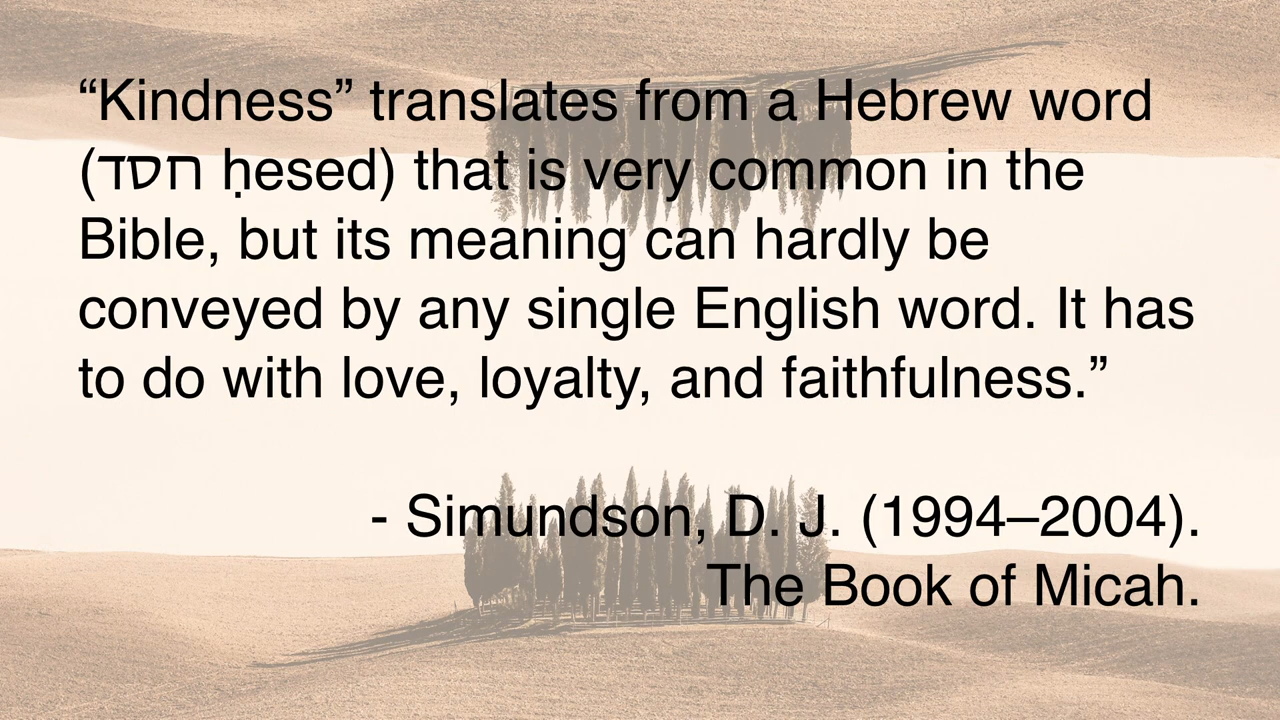 “Kindness” translates from a Hebrew word
(חסד ḥesed) that is very common in the
Bible, but its meaning can hardly be
conveyed by any single English word. It has
to do with love, loyalty, and faithfulness.”
- Simundson, D. J. (1994–2004).
The Book of Micah.